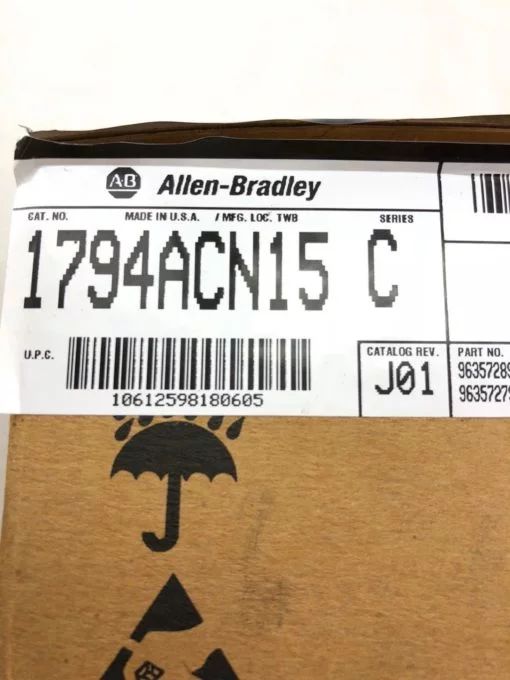 AB Allen-Bradley
CAT. NO. MADE IN U.S.A. / MFG. LOC. TWB SERIES
1794ACN15 C
U.P.C.
10612598180605
CATALOG REV.
J01
PART NO.